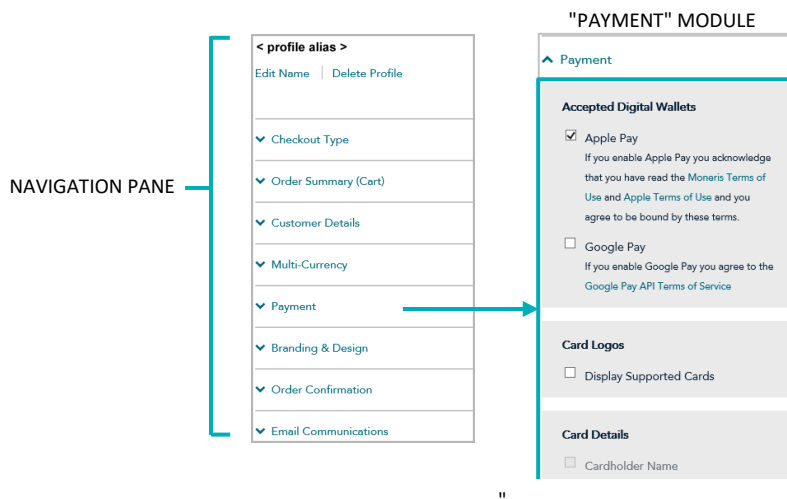 "PAYMENT" MODULE
< profile alias >
Edit Name | Delete Profile
Checkout Type
Order Summary (Cart)
Customer Details
Multi-Currency
Payment
Branding & Design
Order Confirmation
Email Communications
NAVIGATION PANE
Payment
Accepted Digital Wallets
Apple Pay
If you enable Apple Pay you acknowledge
that you have read the Moneris Terms of
Use and Apple Terms of Use and you
agree to be bound by these terms.
Google Pay
If you enable Google Pay you agree to the
Google Pay API Terms of Service
Card Logos
Display Supported Cards
Card Details
Cardholder Name
"